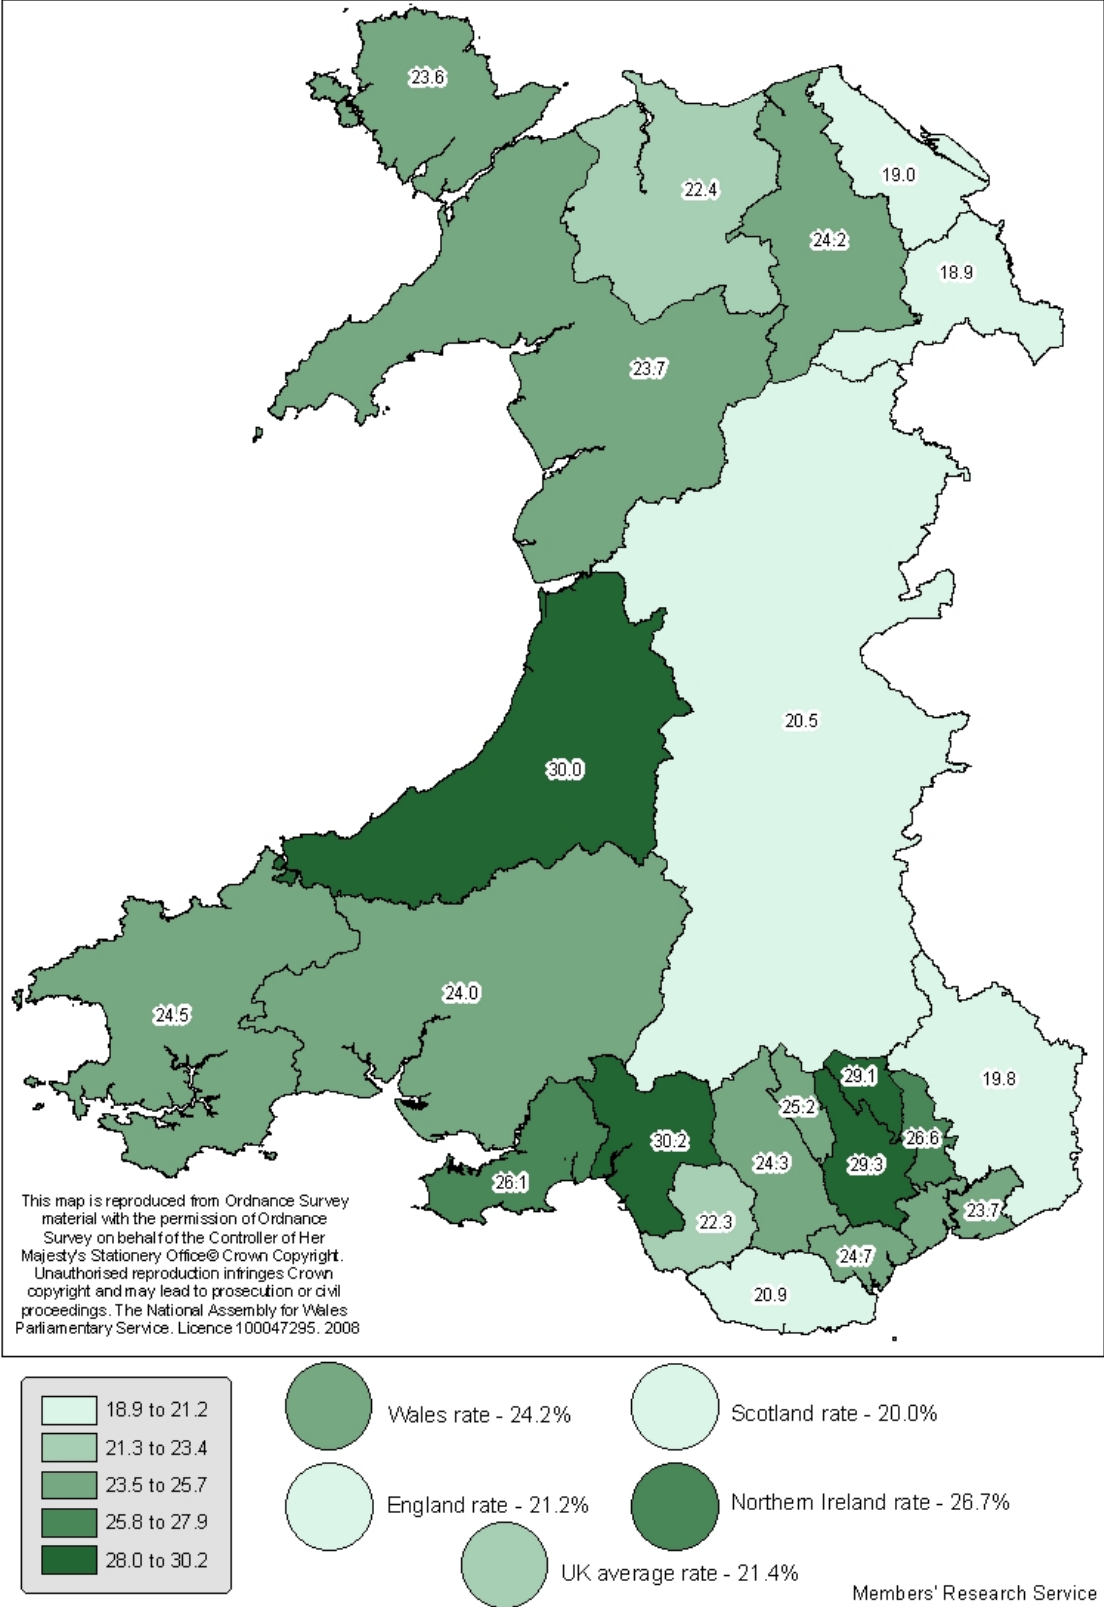 23.6
22.4
19.0
24.2
18.9
23.7
20.5
30.0
24.0
24.5
19.8
29.1
25.2
26.6
30.2
24.3
29.3
26.1
23.7
22.3
24.7
20.9
This map is reproduced from Ordnance Survey
material with the permission of Ordnance
Survey on behalf of the Controller of Her
Majesty's Stationery Office© Crown Copyright.
Unauthorised reproduction infringes Crown
copyright and may lead to prosecution or civil
proceedings. The National Assembly for Wales
Parliamentary Service. Licence 100047295. 2008
18.9 to 21.2
21.3 to 23.4
23.5 to 25.7
25.8 to 27.9
28.0 to 30.2
Wales rate - 24.2%
Scotland rate - 20.0%
England rate - 21.2%
Northern Ireland rate - 26.7%
UK average rate - 21.4%
Members' Research Service